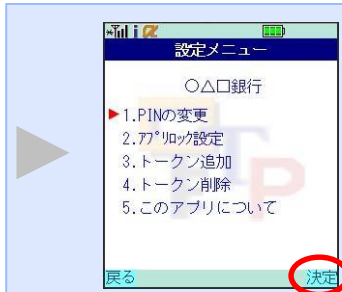 設定メニュー
○△□銀行
1.PINの変更
2.ｱﾌﾟﾘﾛｯｸ設定
3.トークン追加
4.トークン削除
5.このアプリについて
戻る 決定